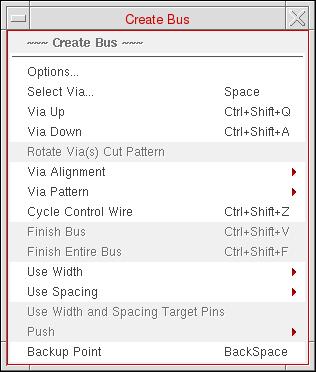 Create Bus
~~~ Create Bus ~~~
Options...
Select Via... Space
Via Up Ctrl+Shift+Q
Via Down Ctrl+Shift+A
Rotate Via(s) Cut Pattern
Via Alignment
Via Pattern
Cycle Control Wire Ctrl+Shift+Z
Finish Bus Ctrl+Shift+V
Finish Entire Bus Ctrl+Shift+F
Use Width
Use Spacing
Use Width and Spacing Target Pins
Push
Backup Point BackSpace